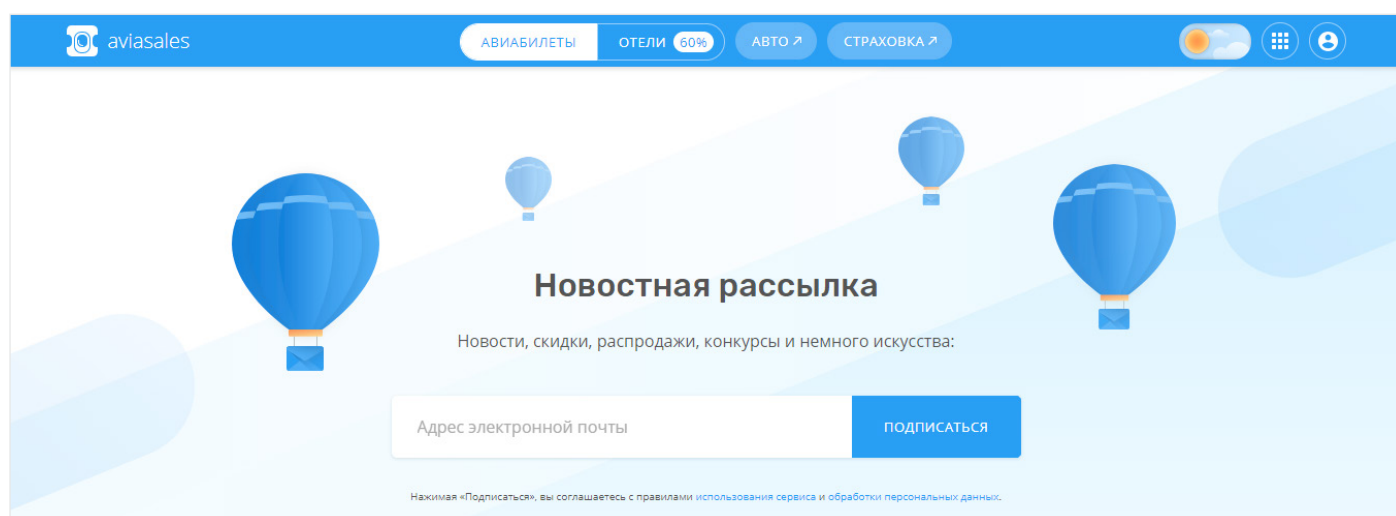 aviasales
АВИАБИЛЕТЫ
ОТЕЛИ 60%
АВТО ↗
СТРАХОВКА ↗
Новостная рассылка
Новости, скидки, распродажи, конкурсы и немного искусства:
Адрес электронной почты
ПОДПИСАТЬСЯ
Нажимая «Подписаться», вы соглашаетесь с правилами использования сервиса и обработки персональных данных.